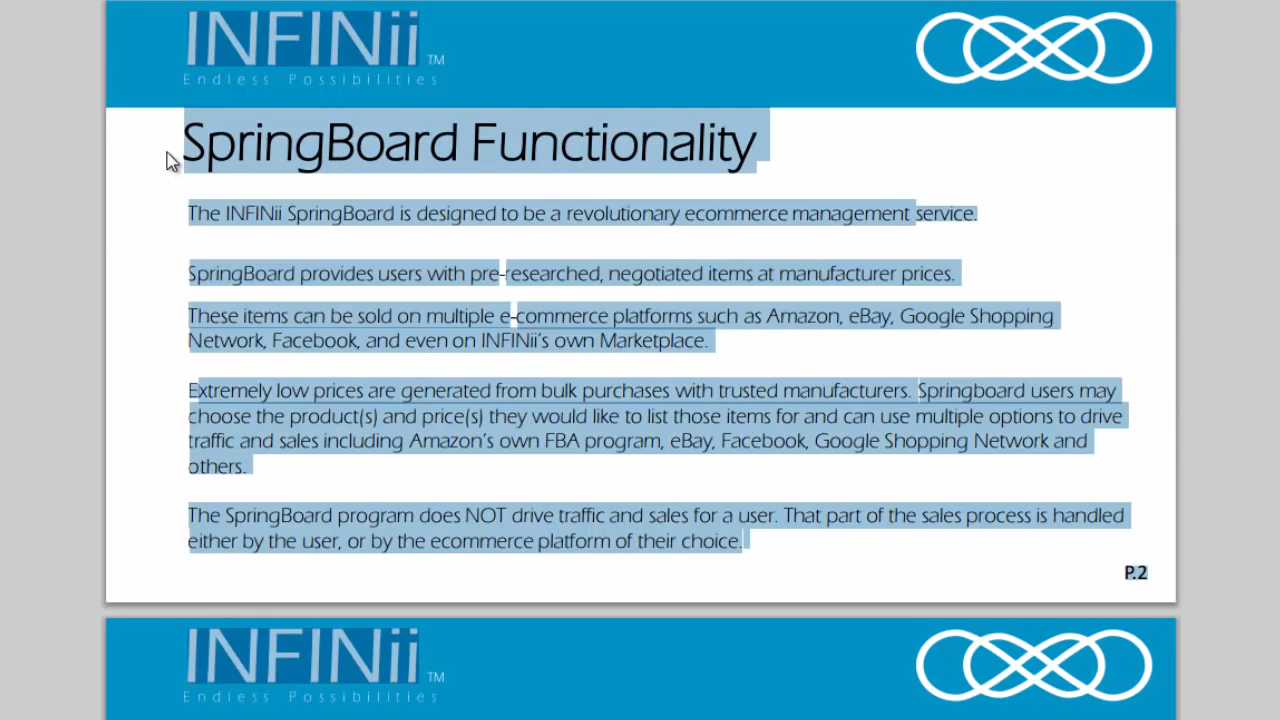 INFINii TM
Endless Possibilities
SpringBoard Functionality
The INFINii SpringBoard is designed to be a revolutionary ecommerce management service.
SpringBoard provides users with pre-researched, negotiated items at manufacturer prices.
These items can be sold on multiple e-commerce platforms such as Amazon, eBay, Google Shopping
Network, Facebook, and even on INFINii's own Marketplace.
Extremely low prices are generated from bulk purchases with trusted manufacturers. Springboard users may
choose the product(s) and price(s) they would like to list those items for and can use multiple options to drive
traffic and sales including Amazon's own FBA program, eBay, Facebook, Google Shopping Network and
others.
The SpringBoard program does NOT drive traffic and sales for a user. That part of the sales process is handled
either by the user, or by the ecommerce platform of their choice.
P.2
INFINii TM
Endless Possibilities